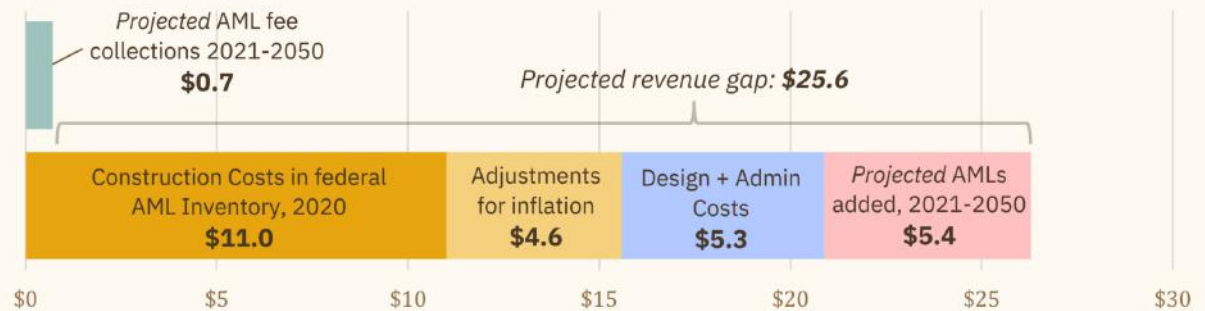 Projected AML fee
collections 2021-2050
$0.7
Projected revenue gap: $25.6
Construction Costs in federal
AML Inventory, 2020
$11.0
Adjustments
for inflation
$4.6
Design + Admin
Costs
$5.3
Projected AMLs
added, 2021-2050
$5.4
$0 $5 $10 $15 $20 $25 $30